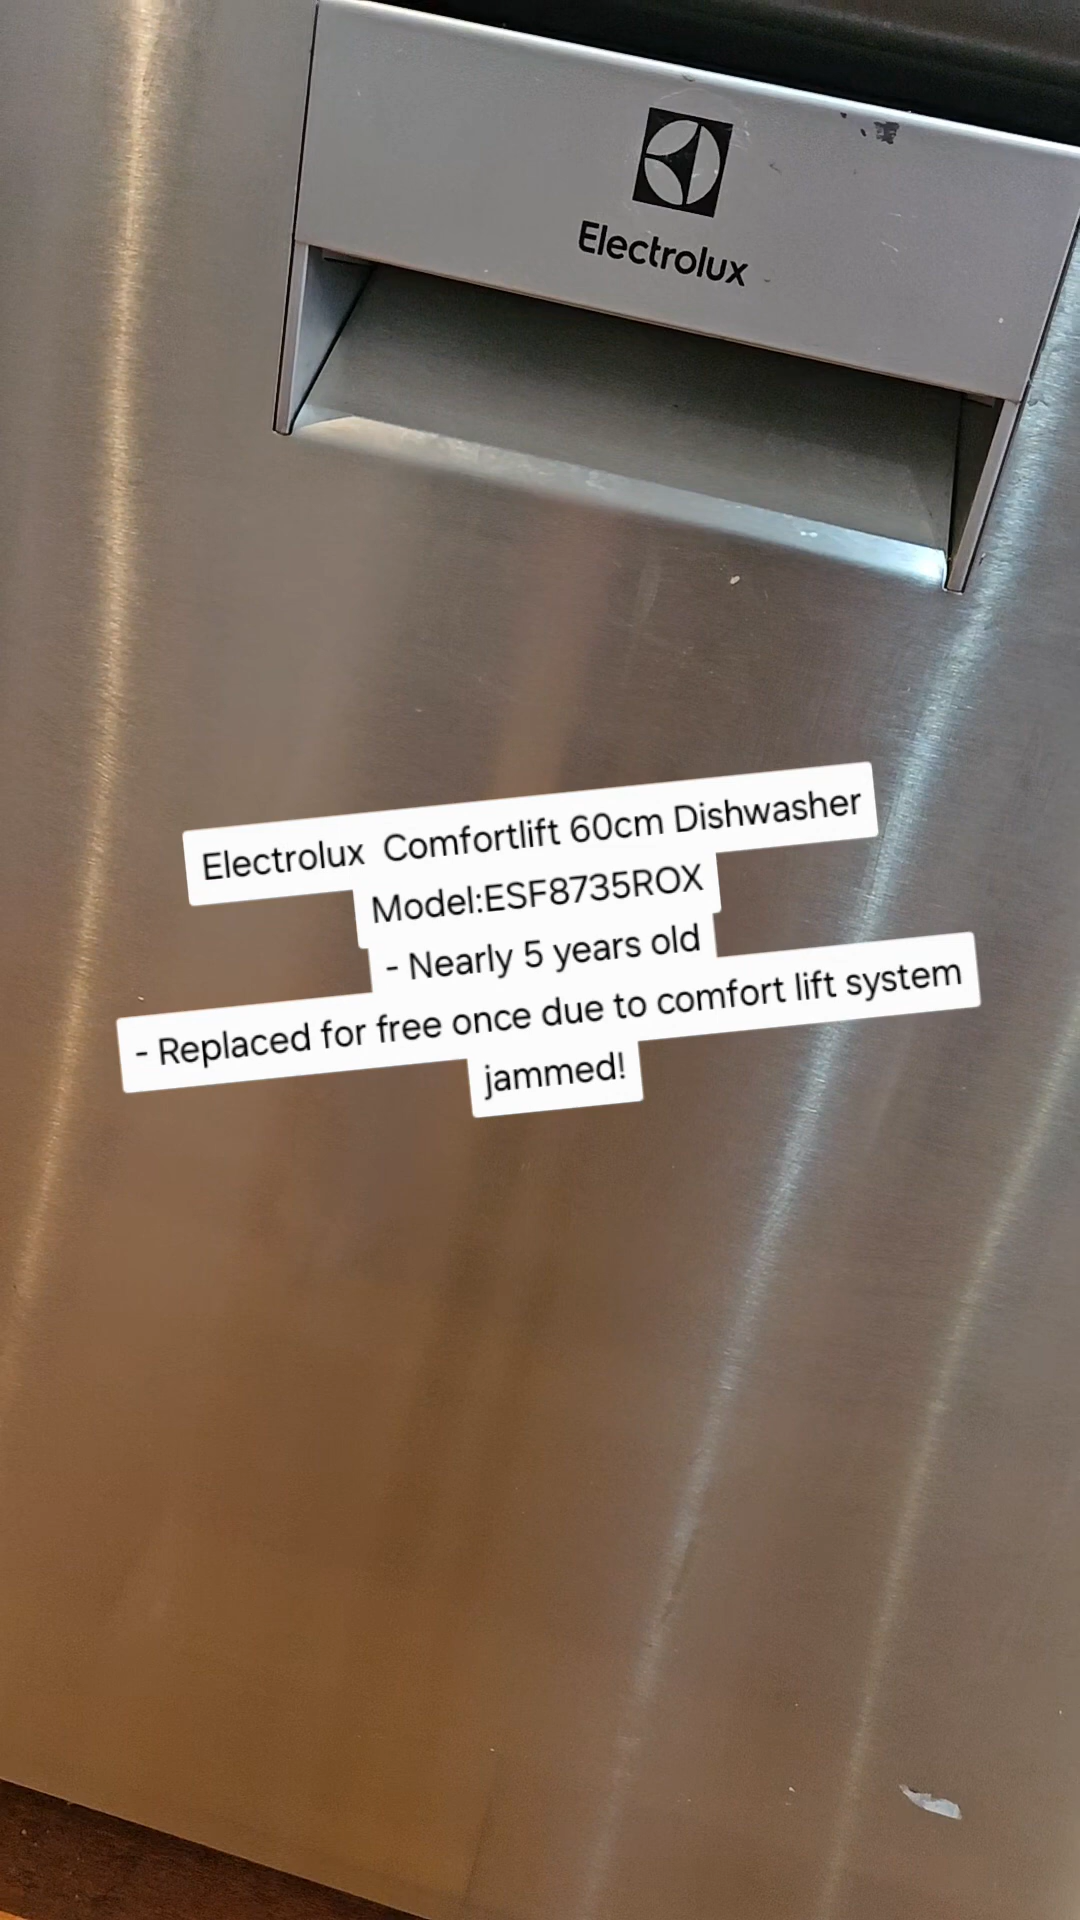 Electrolux
Electrolux Comfortlift 60cm Dishwasher
Model:ESF8735ROX
- Nearly 5 years old
- Replaced for free once due to comfort lift system
jammed!